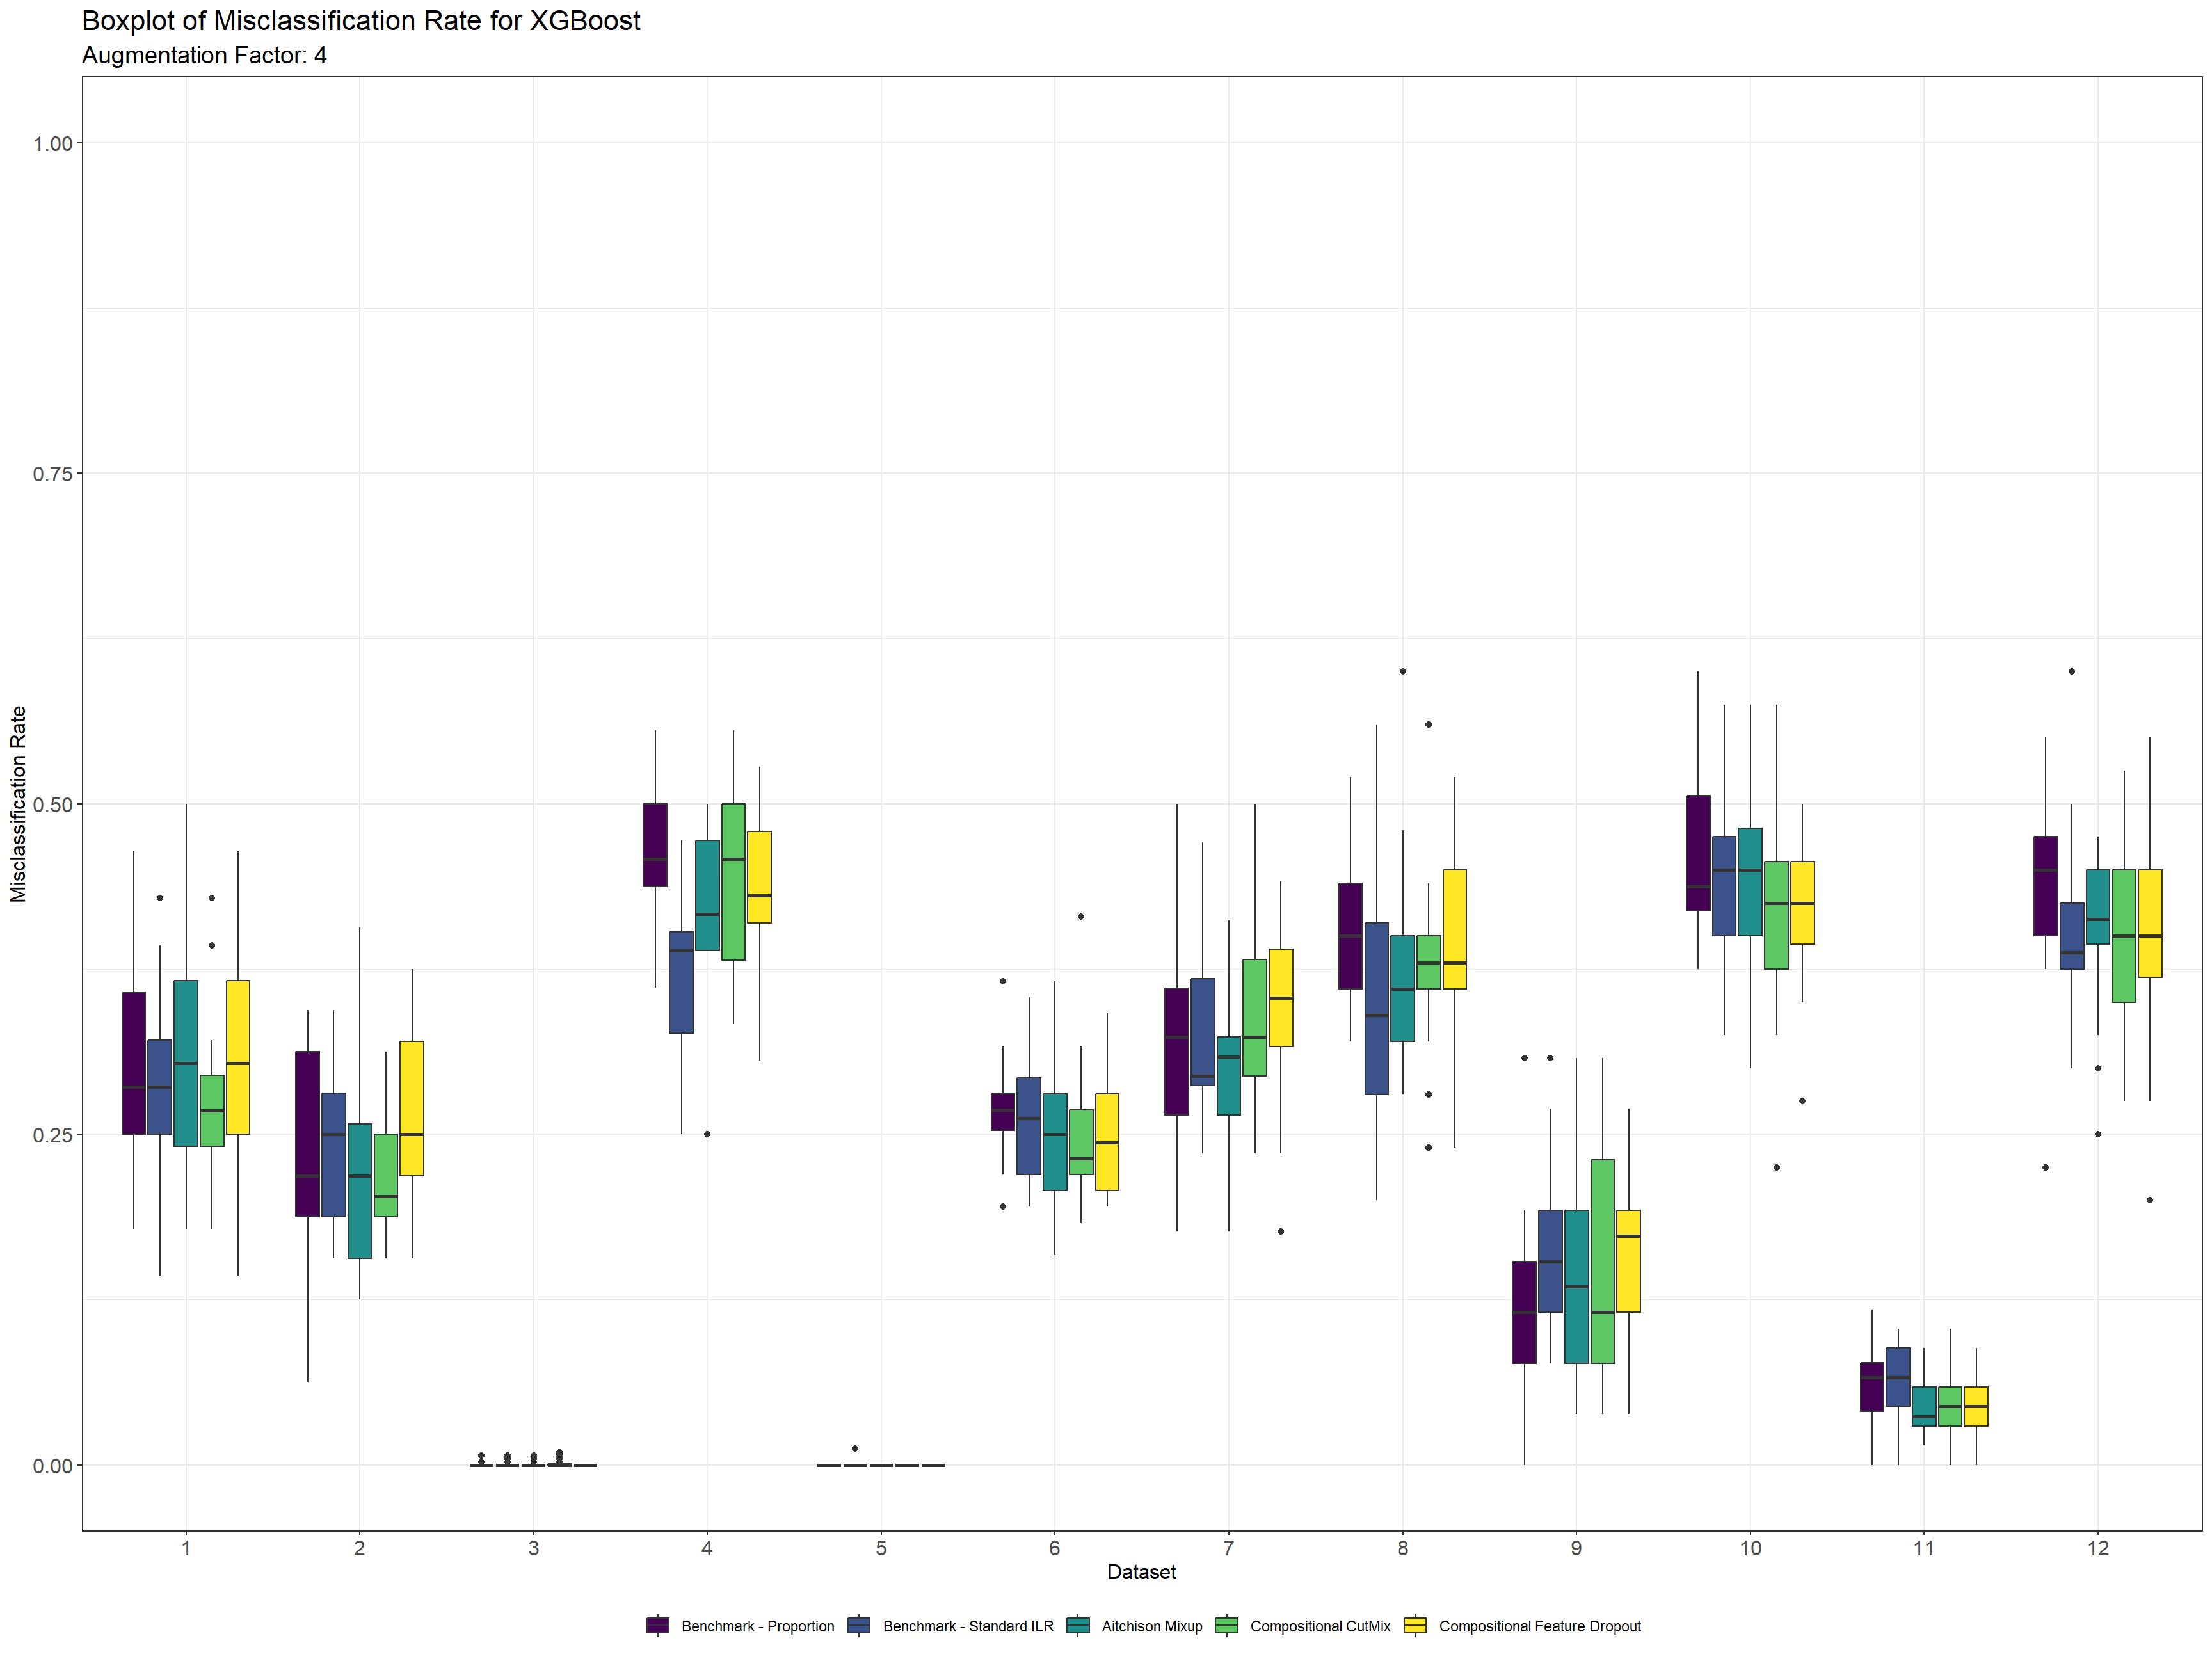 Boxplot of Misclassification Rate for XGBoost
Augmentation Factor: 4
1.00
0.75
0.50
0.25
0.00
Misclassification Rate
1 2 3 4 5 6 7 8 9 10 11 12
Dataset
Benchmark - Proportion Benchmark - Standard ILR Aitchison Mixup Compositional CutMix Compositional Feature Dropout